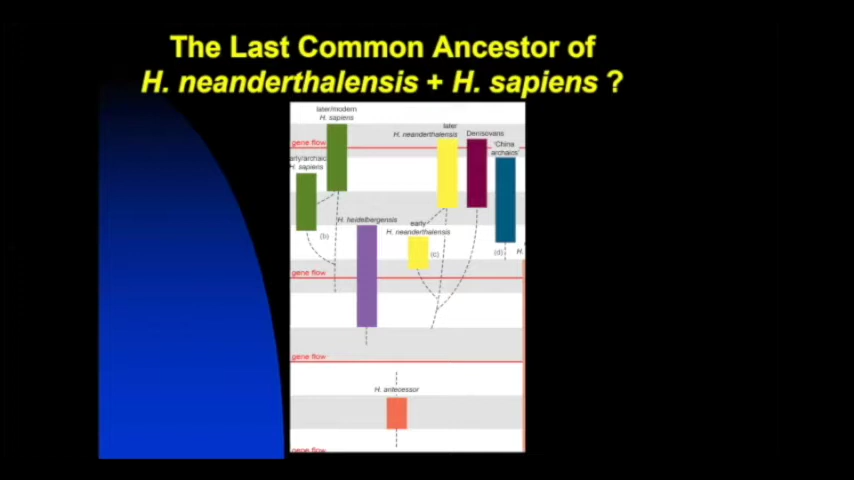 The Last Common Ancestor of
H. neanderthalensis + H. sapiens ?
later/modern
H. sapiens
later
H. neanderthalensis
Denisovans
'China
archaics'
gene flow
arly/archaic
H. sapiens
H. heidelbergensis
early
H. neanderthalensis
(b)
(c)
(d)
H.
gene flow
gene flow
H. antecessor
gene flow